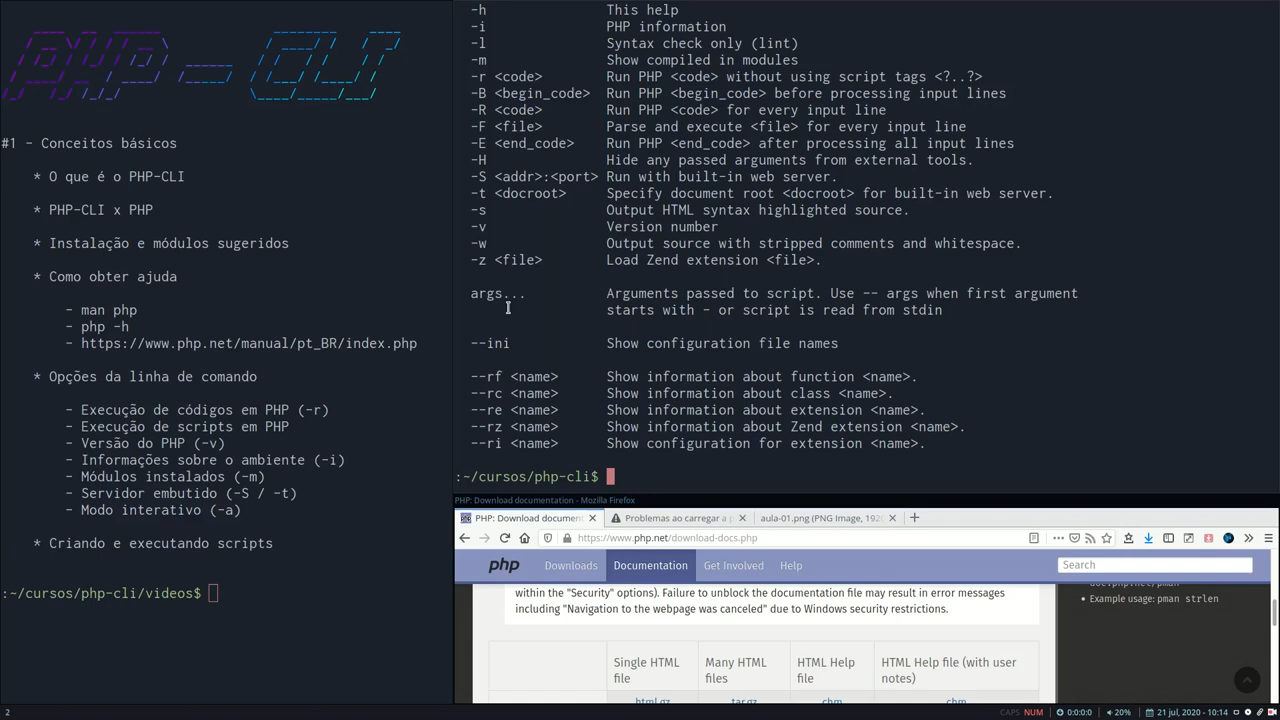 PHP - CLI
#1 - Conceitos básicos
* O que é o PHP-CLI
* PHP-CLI x PHP
* Instalação e módulos sugeridos
* Como obter ajuda
- man php
- php -h
- https://www.php.net/manual/pt_BR/index.php
* Opções da linha de comando
- Execução de códigos em PHP (-r)
- Execução de scripts em PHP
- Versão do PHP (-v)
- Informações sobre o ambiente (-i)
- Módulos instalados (-m)
- Servidor embutido (-S / -t)
- Modo interativo (-a)
* Criando e executando scripts
:~/cursos/php-cli/videos$
-h This help
-i PHP information
-l Syntax check only (lint)
-m Show compiled in modules
-r <code> Run PHP <code> without using script tags <?..?>
-B <begin_code> Run PHP <begin_code> before processing input lines
-R <code> Run PHP <code> for every input line
-F <file> Parse and execute <file> for every input line
-E <end_code> Run PHP <end_code> after processing all input lines
-H Hide any passed arguments from external tools.
-S <addr>:<port> Run with built-in web server.
-t <docroot> Specify document root <docroot> for built-in web server.
-s Output HTML syntax highlighted source.
-v Version number
-w Output source with stripped comments and whitespace.
-z <file> Load Zend extension <file>.
args... Arguments passed to script. Use -- args when first argument
starts with - or script is read from stdin
--ini Show configuration file names
--rf <name> Show information about function <name>.
--rc <name> Show information about class <name>.
--re <name> Show information about extension <name>.
--rz <name> Show information about Zend extension <name>.
--ri <name> Show configuration for extension <name>.
:~/cursos/php-cli$
PHP: Download documentation - Mozilla Firefox
PHP: Download documen Problemas ao carregar a p aula-01.png (PNG Image, 192
https://www.php.net/download-docs.php
php Downloads Documentation Get Involved Help Search
within the "Security" options). Failure to unblock the documentation file may result in error messages
including "Navigation to the webpage was canceled" due to Windows security restrictions.
• Example usage: pman strlen
Single HTML file Many HTML files HTML Help file HTML Help file (with user notes)
html.gz tar.gz chm chm
2 CAPS NUM 0:0:0:0 20% 21 jul, 2020 - 10:14